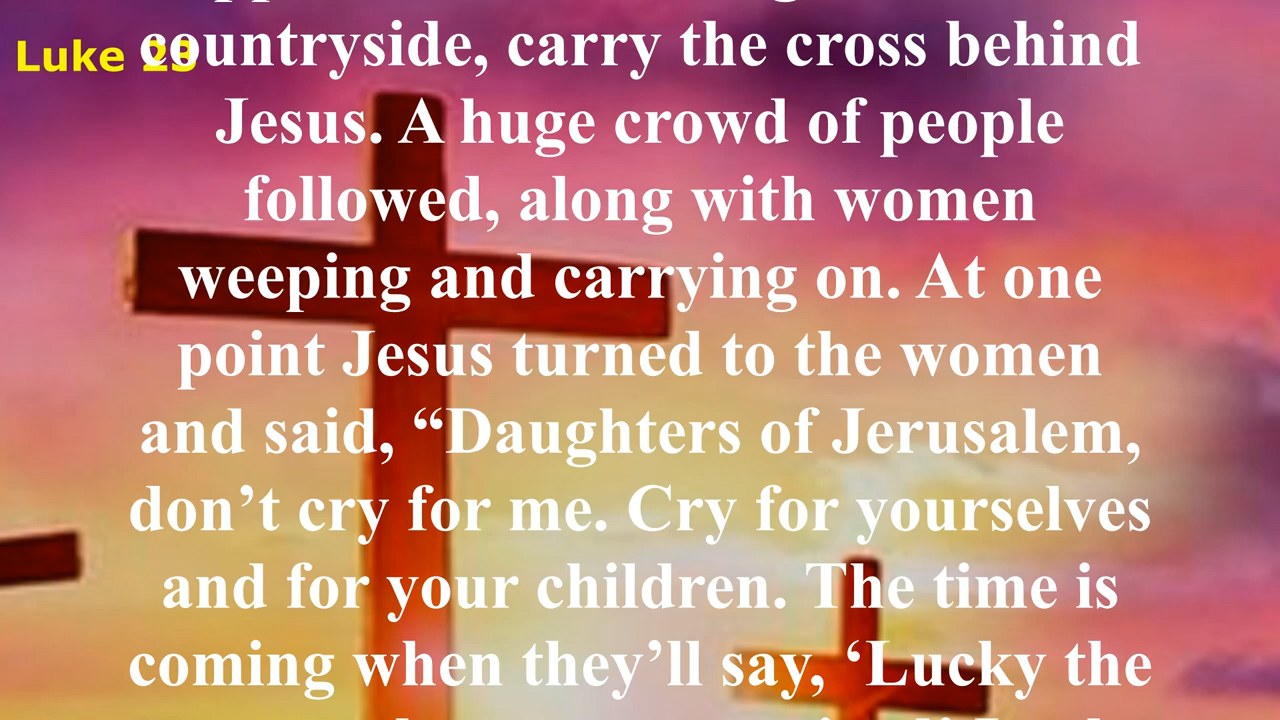 Luke 23
countryside, carry the cross behind
Jesus. A huge crowd of people
followed, along with women
weeping and carrying on. At one
point Jesus turned to the women
and said, “Daughters of Jerusalem,
don’t cry for me. Cry for yourselves
and for your children. The time is
coming when they’ll say, ‘Lucky the